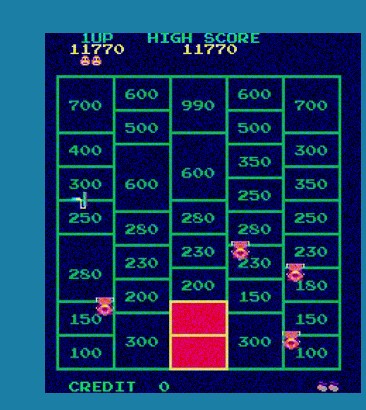 1UP HIGH SCORE
11770 11770
700 600 990 600 700
500 500
400 600 600 350 300
300 250 350
250 280 280 280 250
280 230 230 230 230
200 200 150 180
150 300 300 150
100 100
CREDIT 0